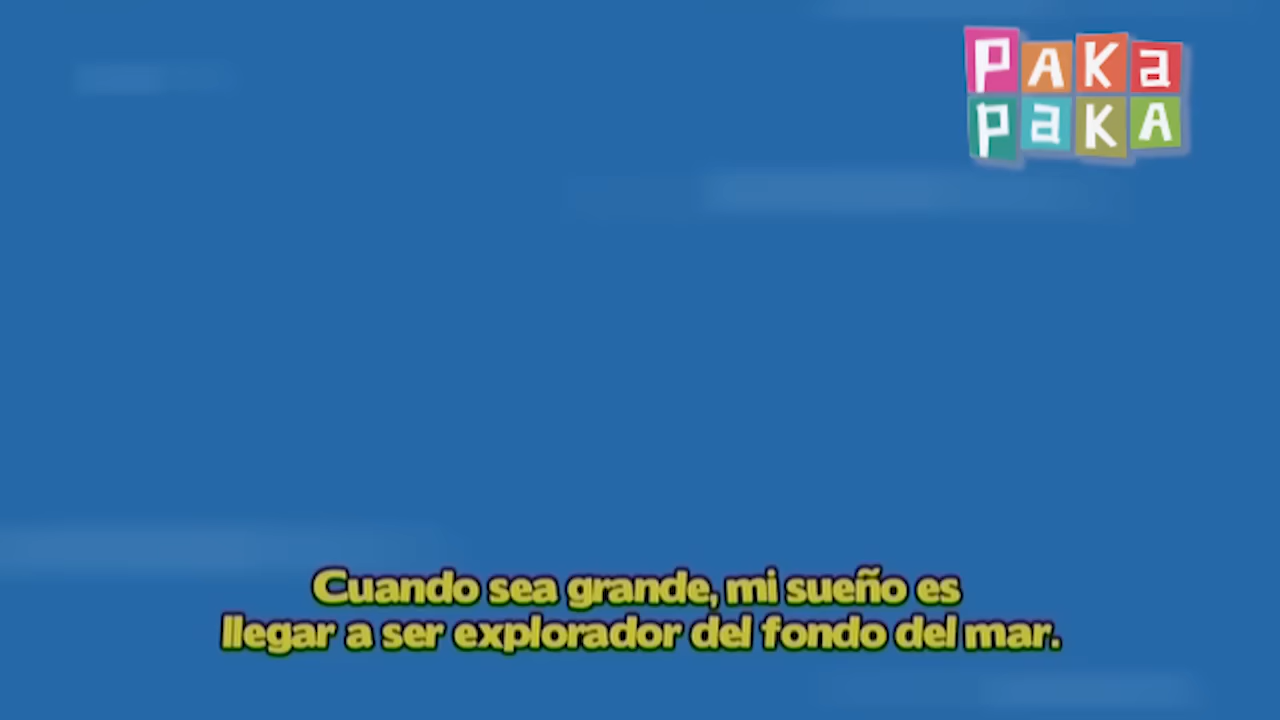 PAKa
PaKA
Cuando sea grande, mi sueño es
llegar a ser explorador del fondo del mar.